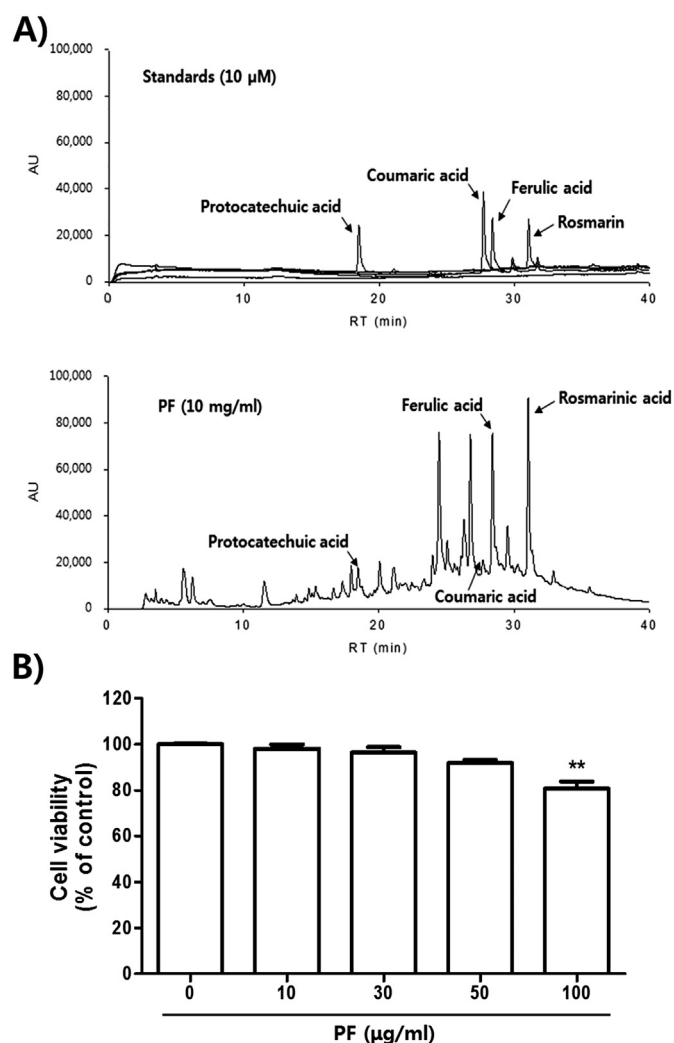 A)
100,000
80,000
60,000
40,000
20,000
0
AU
Standards (10 µM)
Protocatechuic acid
Coumaric acid
Ferulic acid
Rosmarin
0 10 20 30 40
RT (min)
100,000
80,000
60,000
40,000
20,000
0
AU
PF (10 mg/ml)
Protocatechuic acid
Ferulic acid
Rosmarinic acid
Coumaric acid
0 10 20 30 40
RT (min)
B)
120
100
80
60
40
20
0
Cell viability
(% of control)
**
0 10 30 50 100
PF (µg/ml)